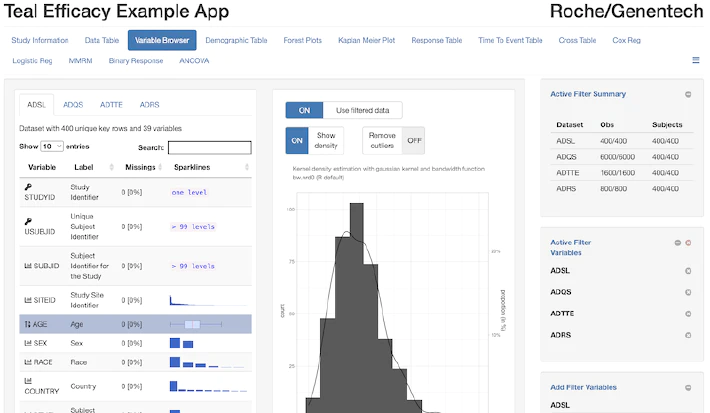 Teal Efficacy Example App
Roche/Genentech
Study Information Data Table Variable Browser Demographic Table Forest Plots Kaplan Meier Plot Response Table Time To Event Table Cross Table Cox Reg
Logistic Reg MMRM Binary Response ANCOVA
ADSL ADQS ADTTE ADRS
Dataset with 400 unique key rows and 39 variables
Show 10 entries Search:
Variable Label Missings Sparklines
STUDYID Study Identifier 0 [0%] one level
USUBJID Unique Subject Identifier 0 [0%] > 99 levels
SUBJID Subject Identifier for the Study 0 [0%] > 99 levels
SITEID Study Site Identifier 0 [0%]
AGE Age 0 [0%]
SEX Sex 0 [0%]
RACE Race 0 [0%]
COUNTRY Country 0 [0%]
Subject
ON Use filtered data
ON Show density Remove outliers OFF
Kernel density estimation with gaussian kernel and bandwidth function
bw.nrd0 (R default)
100
75
50
25
count
proportion (in %)
20%
10%
Active Filter Summary
Dataset Obs Subjects
ADSL 400/400 400/400
ADQS 6000/6000 400/400
ADTTE 1600/1600 400/400
ADRS 800/800 400/400
Active Filter
Variables
ADSL
ADQS
ADTTE
ADRS
Add Filter Variables
ADSL